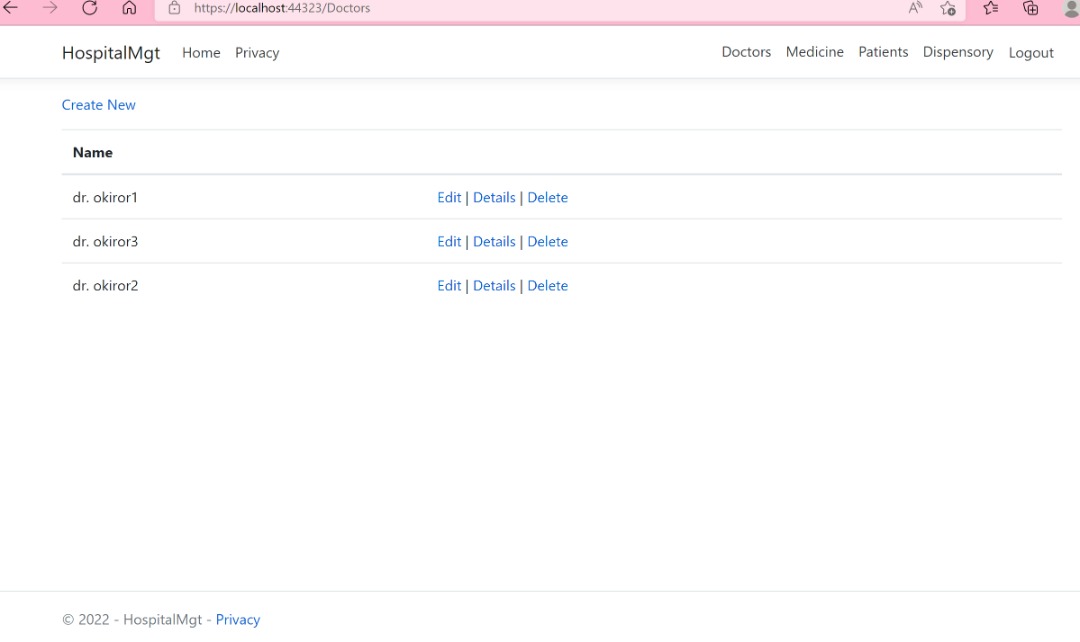 https://localhost:44323/Doctors
HospitalMgt Home Privacy Doctors Medicine Patients Dispensory Logout
Create New
Name
dr. okiror1 Edit | Details | Delete
dr. okiror3 Edit | Details | Delete
dr. okiror2 Edit | Details | Delete
© 2022 - HospitalMgt - Privacy